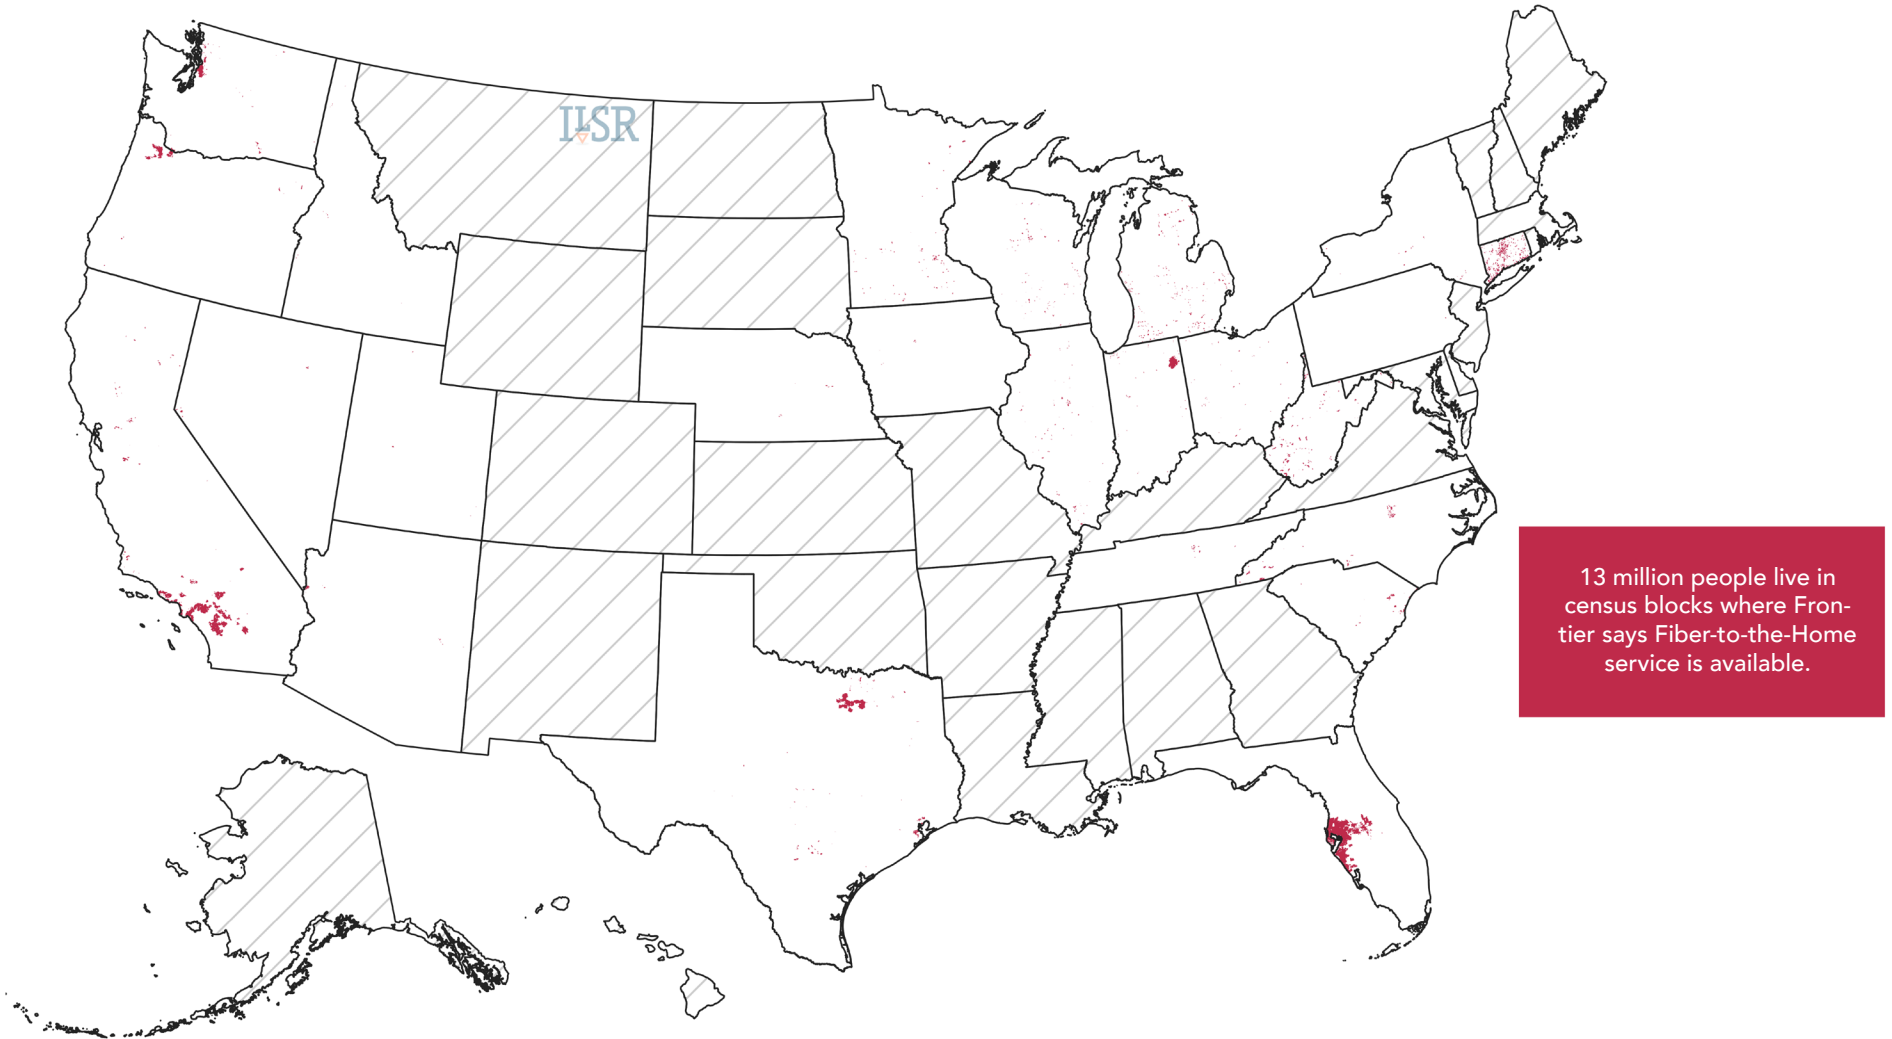 ILSR
13 million people live in
census blocks where Fron-
tier says Fiber-to-the-Home
service is available.